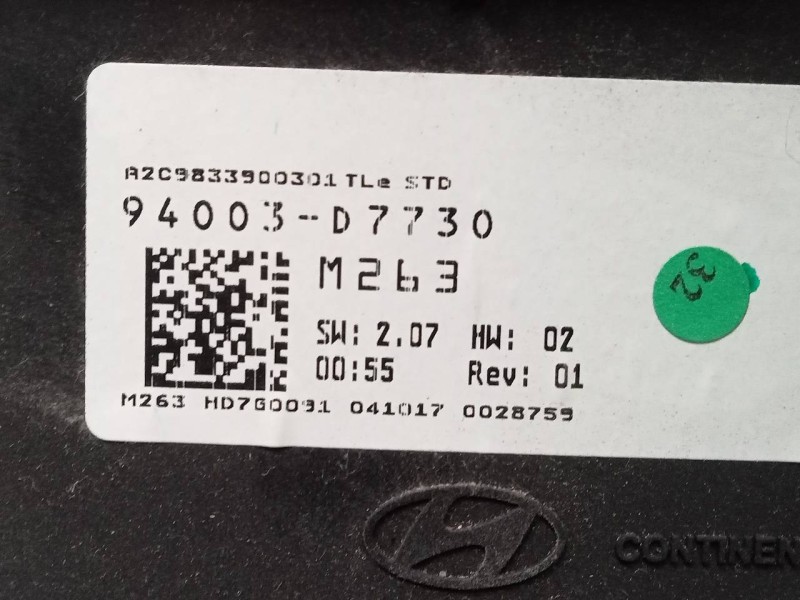 A2C9833900301 TLe STD
94003-D7730
M263
SW: 2.07 HW: 02
00:55 Rev: 01
M263 HD7G0091 041017 0028759
32
CONTINEN